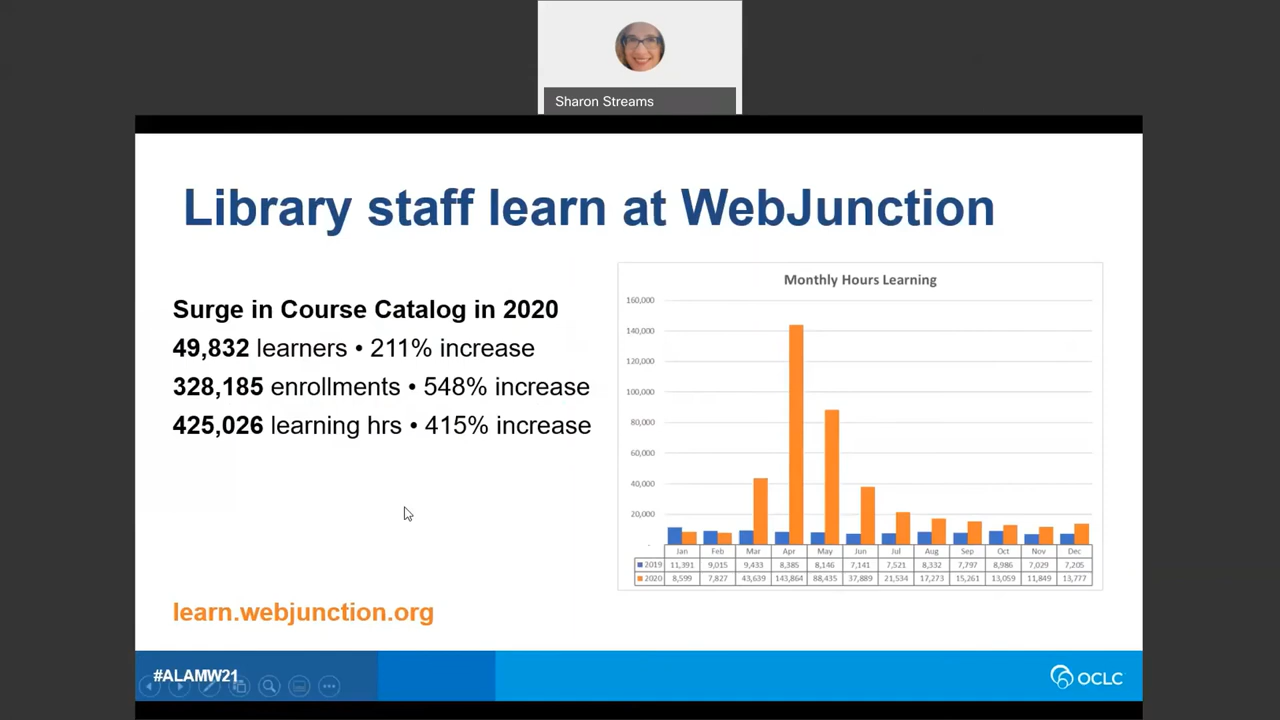 Sharon Streams
Library staff learn at WebJunction
Surge in Course Catalog in 2020
49,832 learners • 211% increase
328,185 enrollments • 548% increase
425,026 learning hrs • 415% increase
learn.webjunction.org
Monthly Hours Learning
160,000
140,000
120,000
100,000
80,000
60,000
40,000
20,000
-
Jan Feb Mar Apr May Jun Jul Aug Sep Oct Nov Dec
2019 11,391 9,015 9,433 8,385 8,146 7,141 7,521 8,332 7,797 8,986 7,029 7,205
2020 8,599 7,827 43,639 143,864 88,435 37,889 21,534 17,273 15,261 13,059 11,849 13,777
#ALAMW21
OCLC